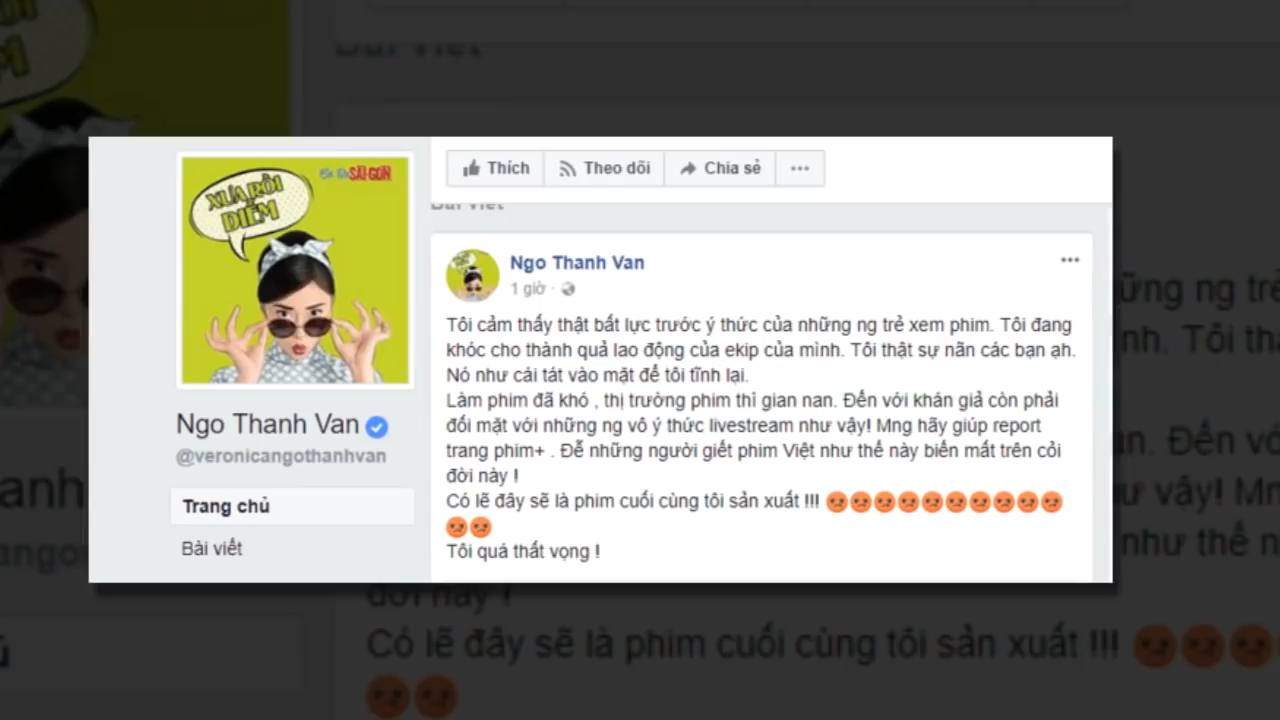 XƯA RỒI
DIỄM
SÀI GÒN
Thích
Theo dõi
Chia sẻ
Bài viết
Ngo Thanh Van
1 giờ
Tôi cảm thấy thật bất lực trước ý thức của những ng trẻ xem phim. Tôi đang
khóc cho thành quả lao động của ekip của mình. Tôi thật sự nãn các bạn ạh.
Nó như cái tát vào mặt để tôi tĩnh lại.
Làm phim đã khó , thị trường phim thì gian nan. Đến với khán giả còn phải
đối mặt với những ng vô ý thức livestream như vậy! Mng hãy giúp report
trang phim+ . Đễ những người giết phim Việt như thế này biến mất trên cỏi
đời này !
Có lẽ đây sẽ là phim cuối cùng tôi sản xuất !!! 😡😡😡😡😡😡😡😡😡😡
😡😡
Tôi quá thất vọng !
Ngo Thanh Van
@veronicangothanhvan
Trang chủ
Bài viết